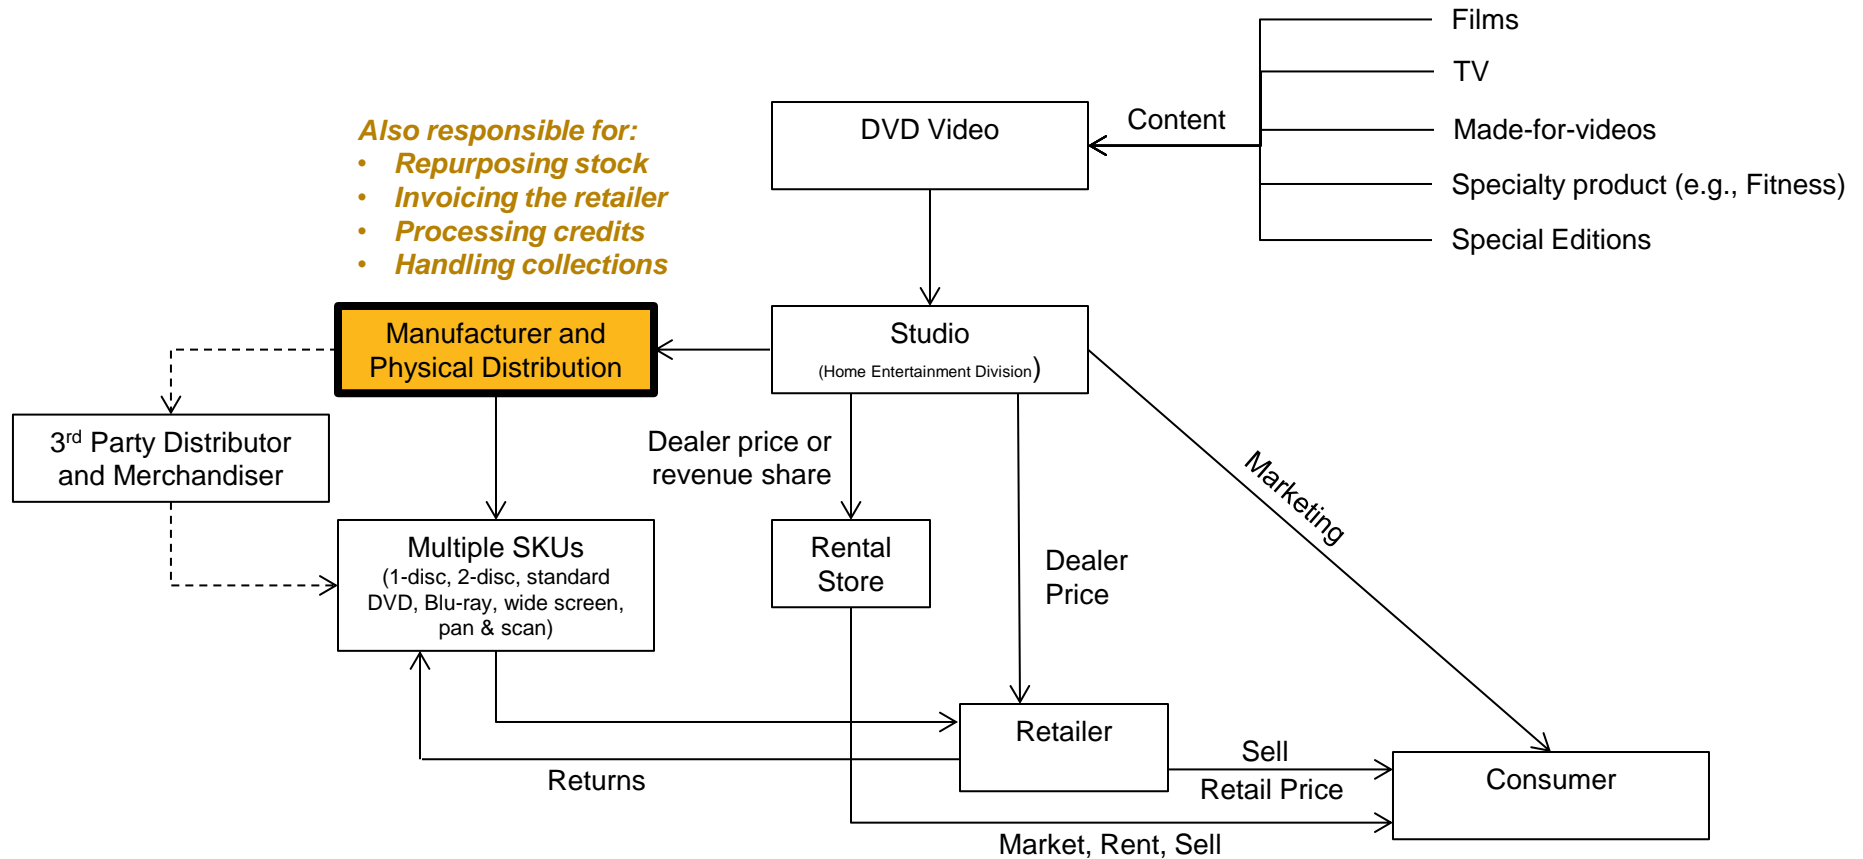 Films
TV
Made-for-videos
Specialty product (e.g., Fitness)
Special Editions
Content
DVD Video
Also responsible for:
• Repurposing stock
• Invoicing the retailer
• Processing credits
• Handling collections
Manufacturer and
Physical Distribution
Studio
(Home Entertainment Division)
3rd Party Distributor
and Merchandiser
Dealer price or
revenue share
Marketing
Multiple SKUs
(1-disc, 2-disc, standard
DVD, Blu-ray, wide screen,
pan & scan)
Rental
Store
Dealer
Price
Retailer
Returns
Sell
Retail Price
Consumer
Market, Rent, Sell